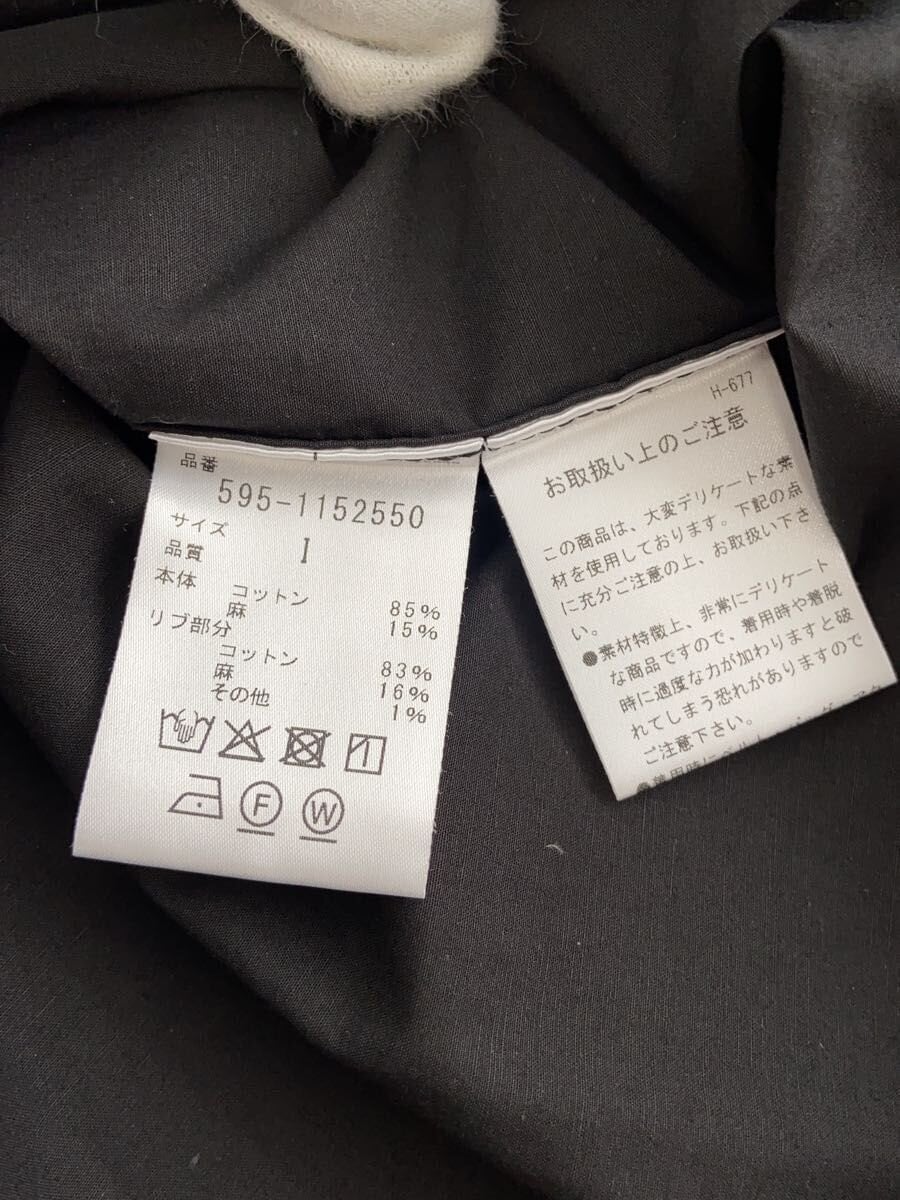 品番
595-1152550
サイズ
I
品質
本体
コットン 85%
麻 15%
リブ部分
コットン 83%
麻 16%
その他 1%
F W
H-677
お取扱い上のご注意
この商品は、大変デリケートな素
材を使用しております。下記の点
に充分ご注意の上、お取扱い下さ
い。
●素材特徴上、非常にデリケート
な商品ですので、着用時や着脱
時に過度な力が加わりますと破
れてしまう恐れがありますので
ご注意下さい。
●着用時に